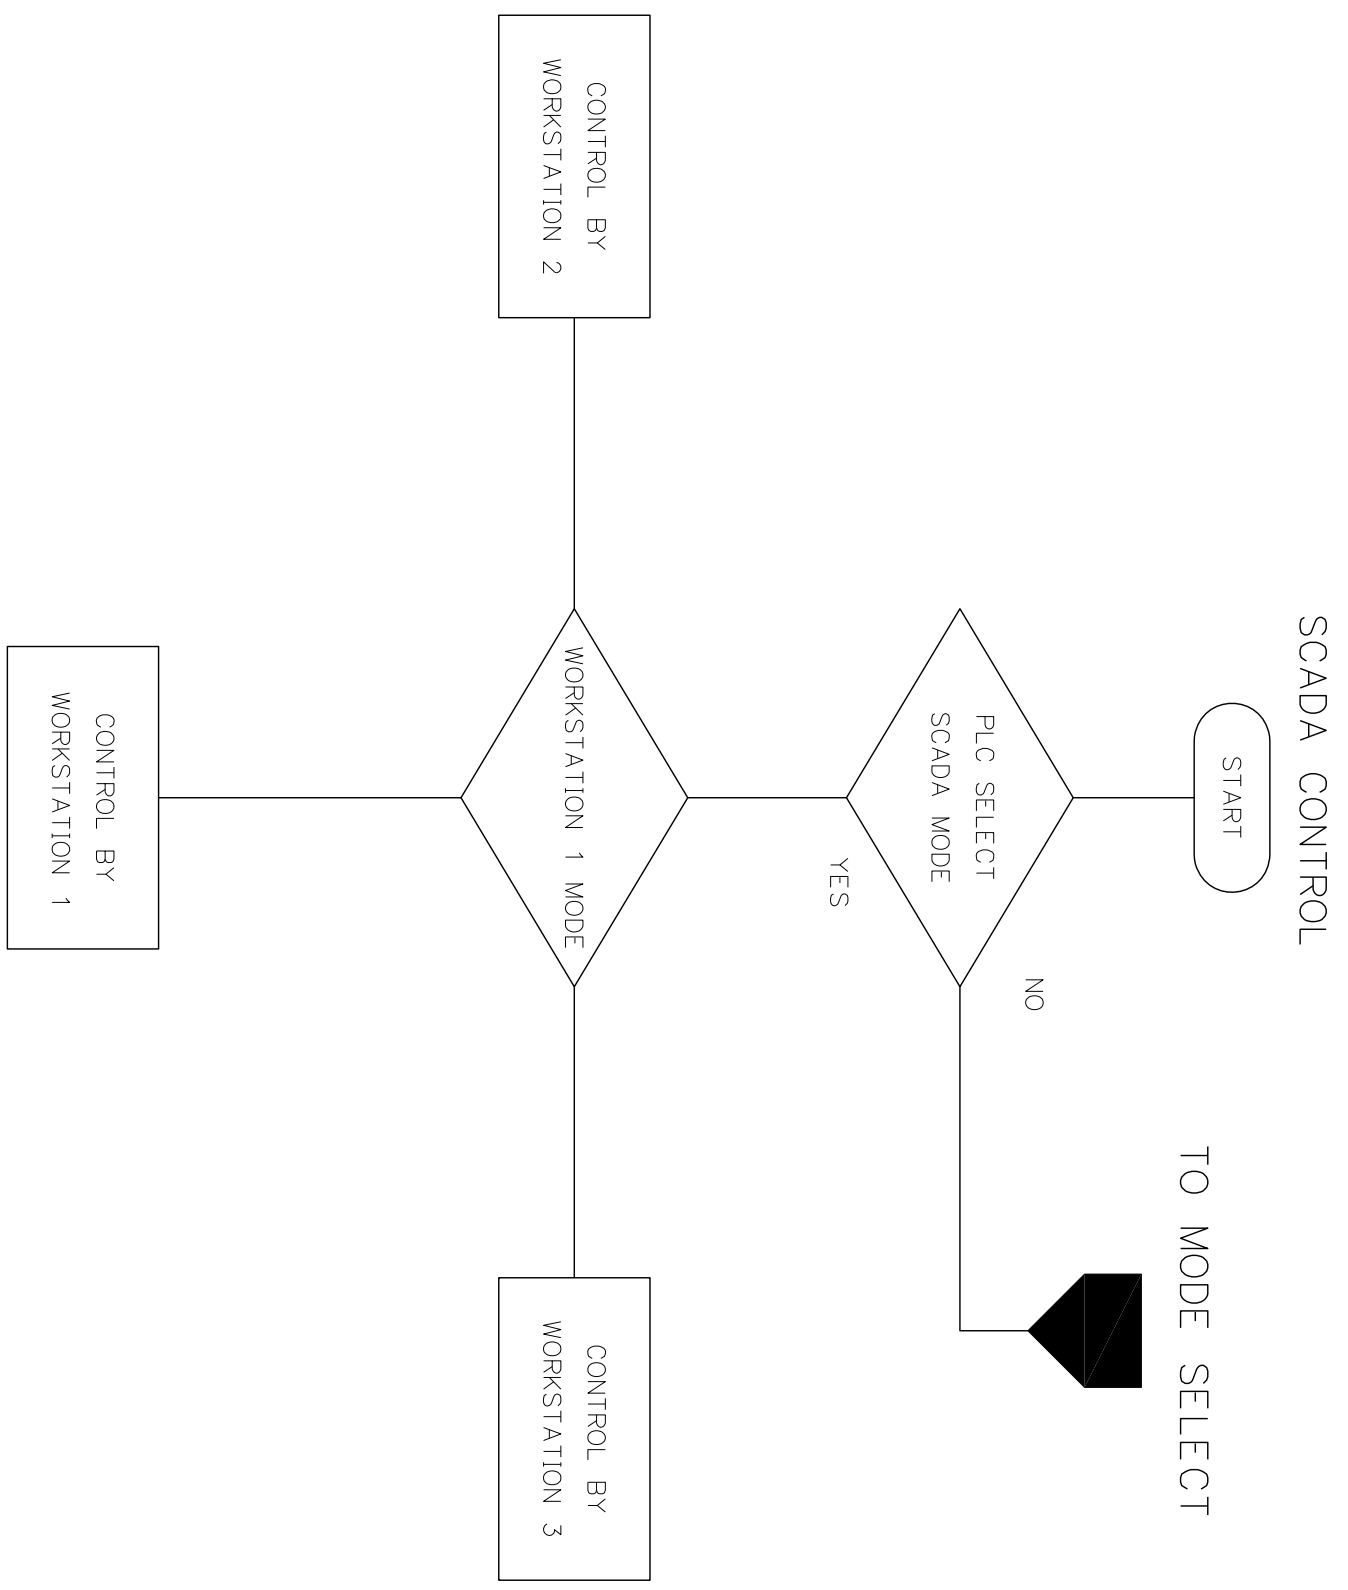 SCADA CONTROL
START
TO MODE SELECT
NO
PLC SELECT
SCADA MODE
YES
CONTROL BY
WORKSTATION 2
WORKSTATION 1 MODE
CONTROL BY
WORKSTATION 3
CONTROL BY
WORKSTATION 1